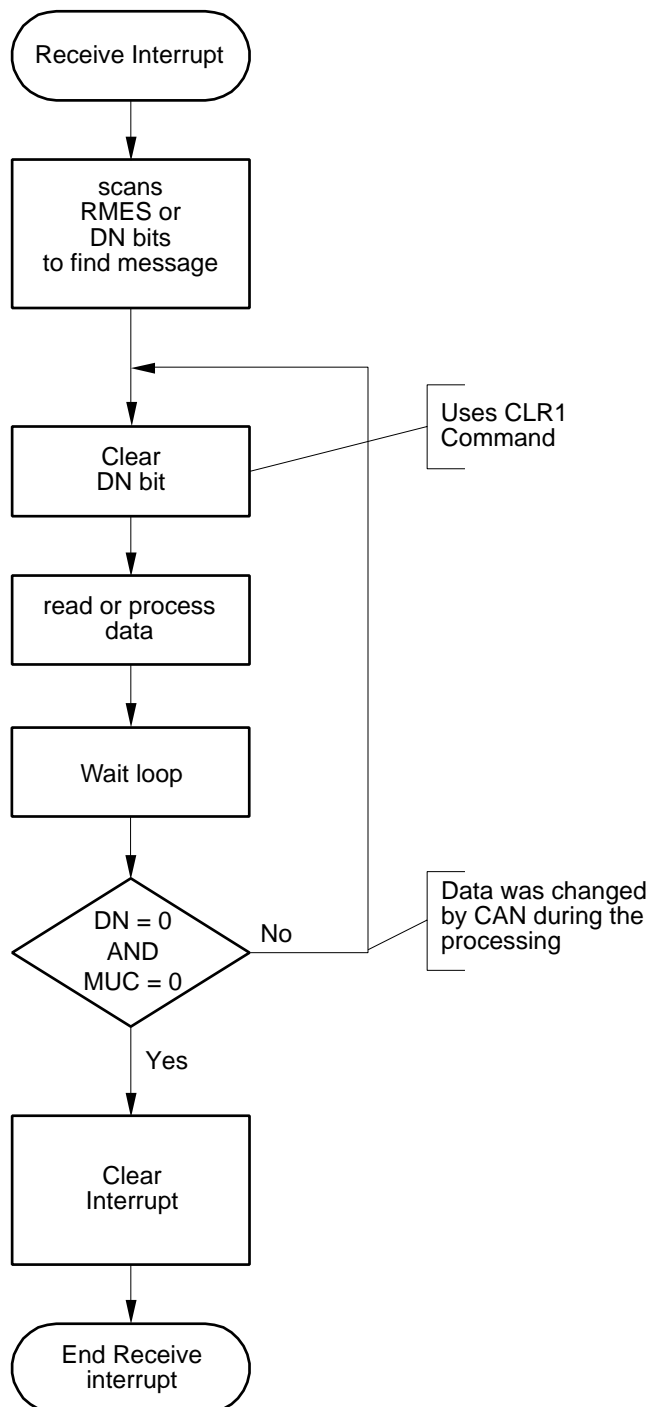 Receive Interrupt
scans
RMES or
DN bits
to find message
Uses CLR1
Command
Clear
DN bit
read or process
data
Wait loop
DN = 0
AND
MUC = 0
No
Data was changed
by CAN during the
processing
Yes
Clear
Interrupt
End Receive
interrupt